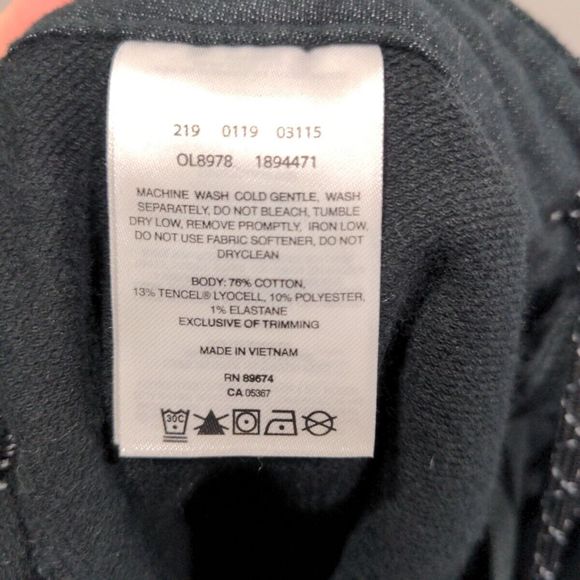 219 0119 03115
OL8978 1894471
MACHINE WASH COLD GENTLE, WASH
SEPARATELY, DO NOT BLEACH, TUMBLE
DRY LOW, REMOVE PROMPTLY, IRON LOW,
DO NOT USE FABRIC SOFTENER, DO NOT
DRYCLEAN
BODY: 76% COTTON,
13% TENCEL® LYOCELL, 10% POLYESTER,
1% ELASTANE
EXCLUSIVE OF TRIMMING
MADE IN VIETNAM
RN 89674
CA 05367
30C